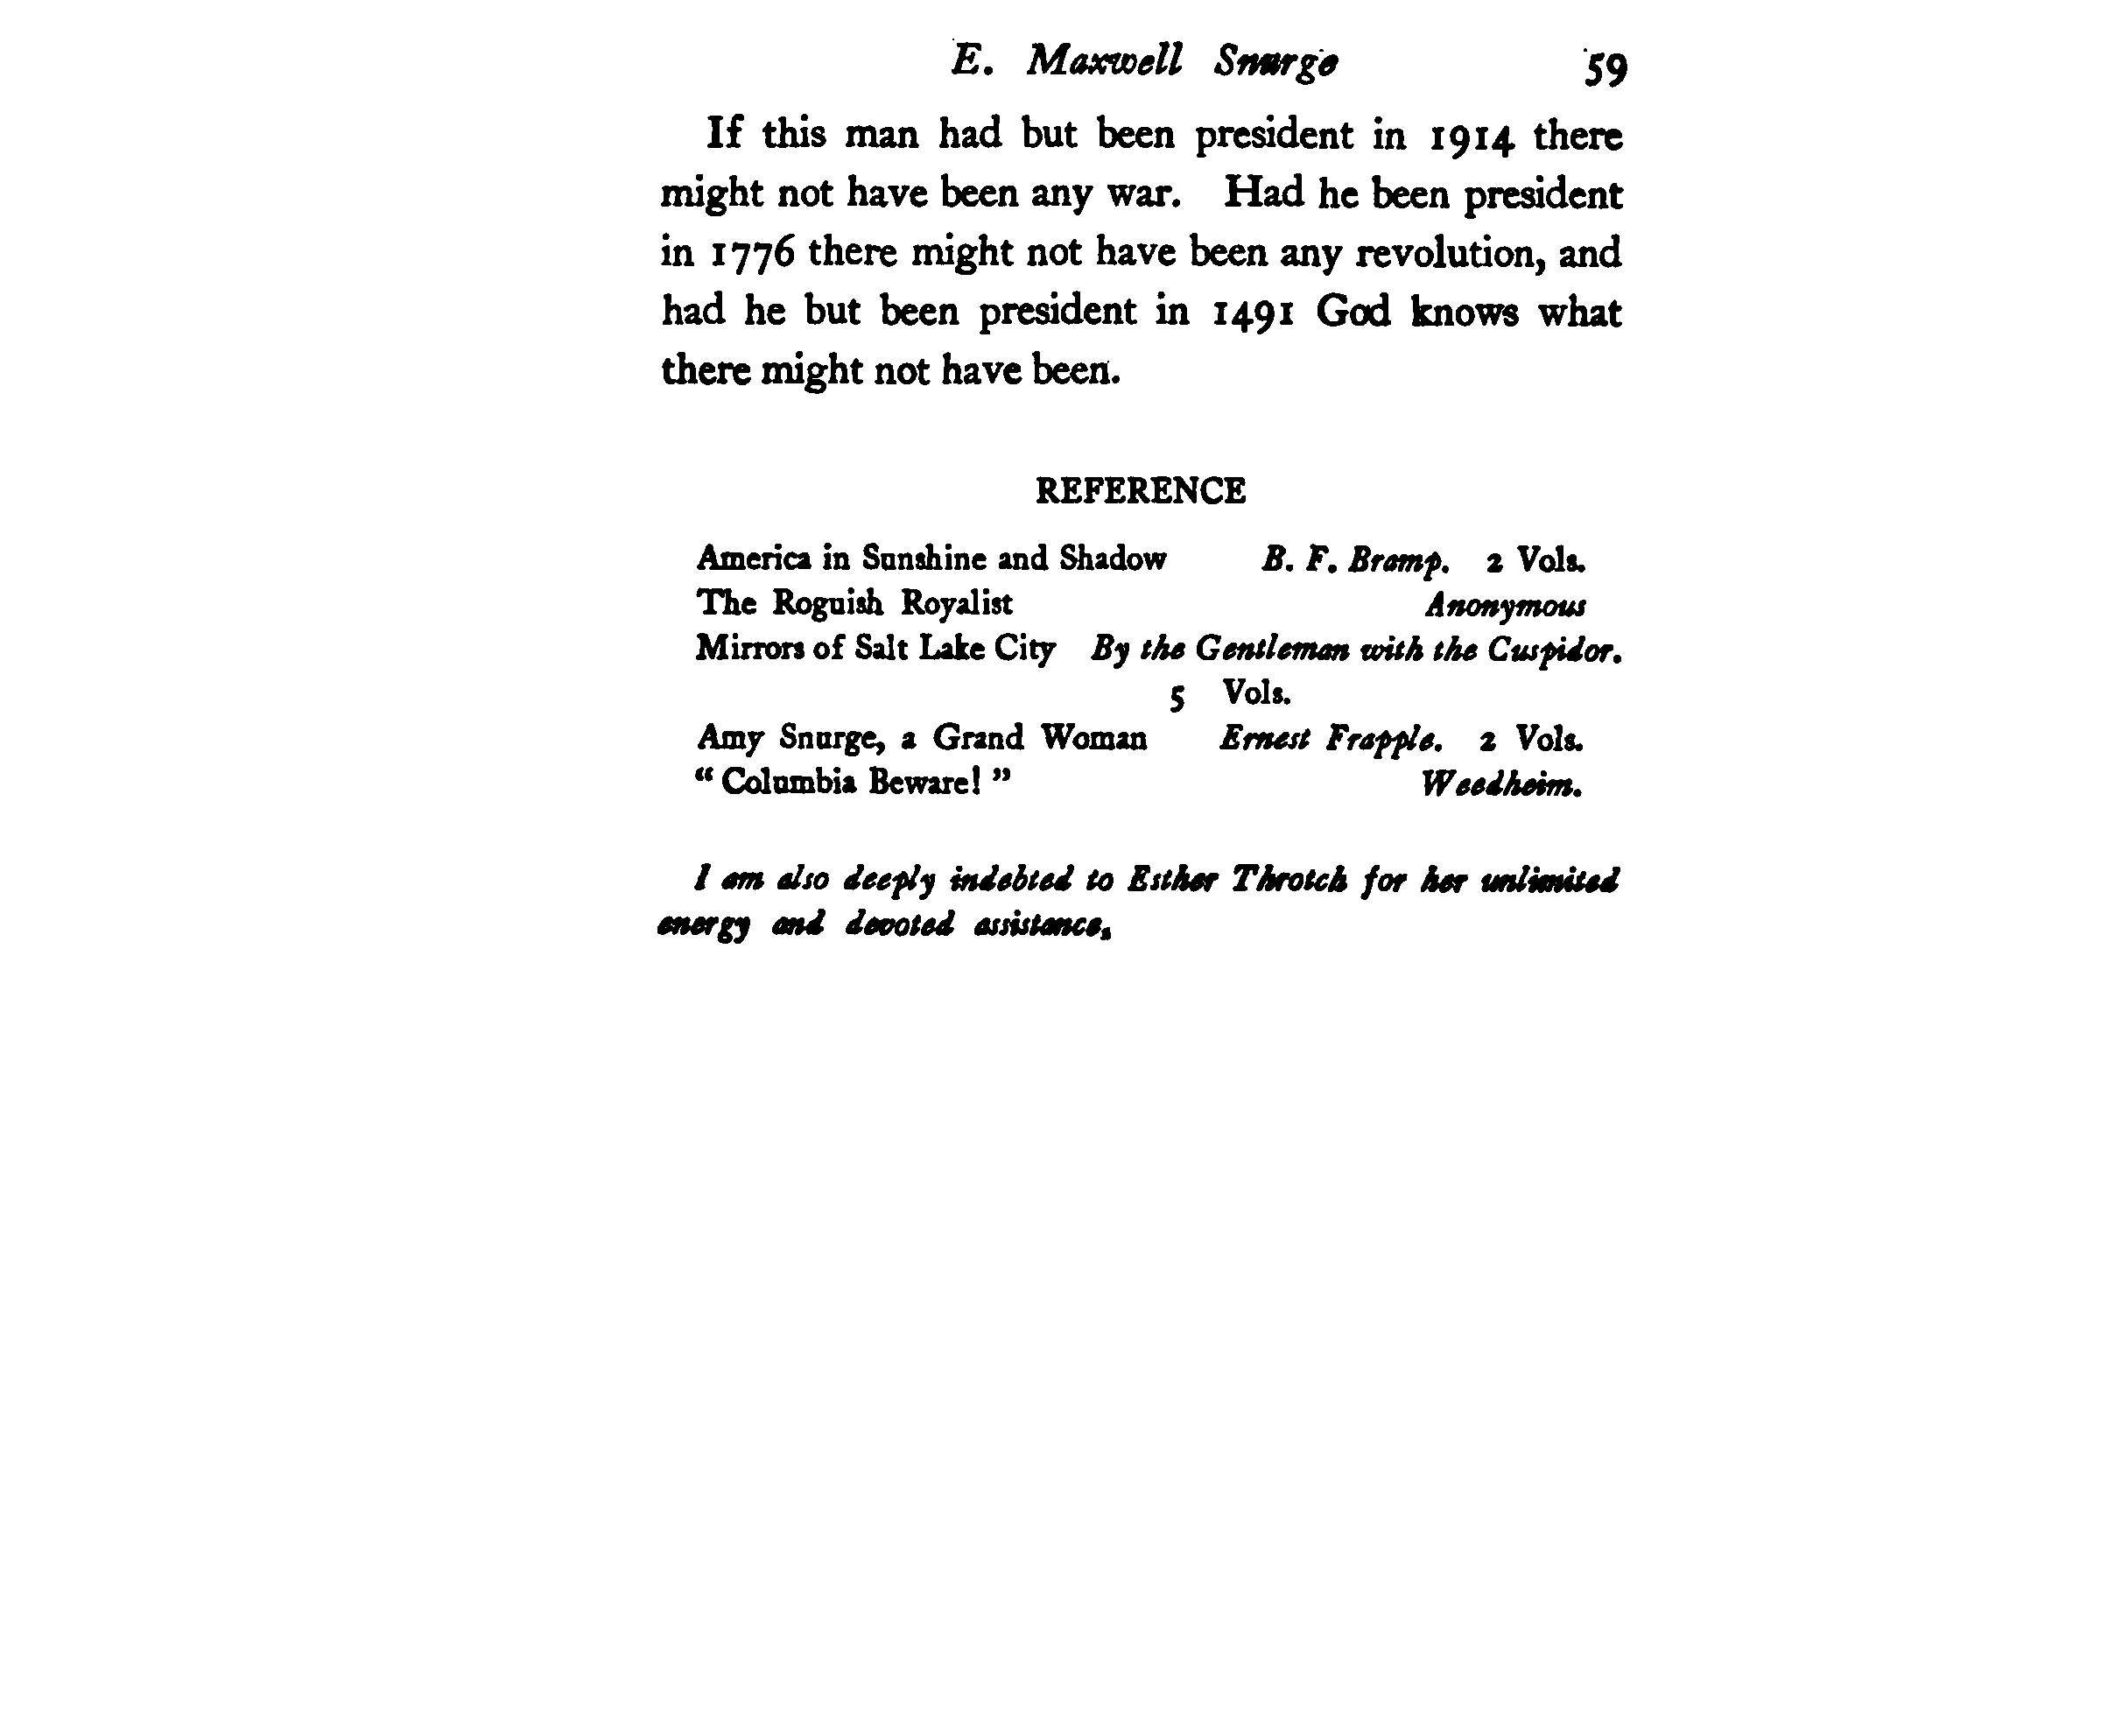 E. Maxwell Snurge 59
If this man had but been president in 1914 there
might not have been any war. Had he been president
in 1776 there might not have been any revolution, and
had he but been president in 1491 God knows what
there might not have been.
REFERENCE
America in Sunshine and Shadow B. F. Bramp. 2 Vols.
The Roguish Royalist Anonymous
Mirrors of Salt Lake City By the Gentleman with the Cuspidor.
5 Vols.
Amy Snurge, a Grand Woman Ernest Frapple. 2 Vols.
“Columbia Beware!” Weedheim.
I am also deeply indebted to Esther Throtch for her unlimited
energy and devoted assistance.